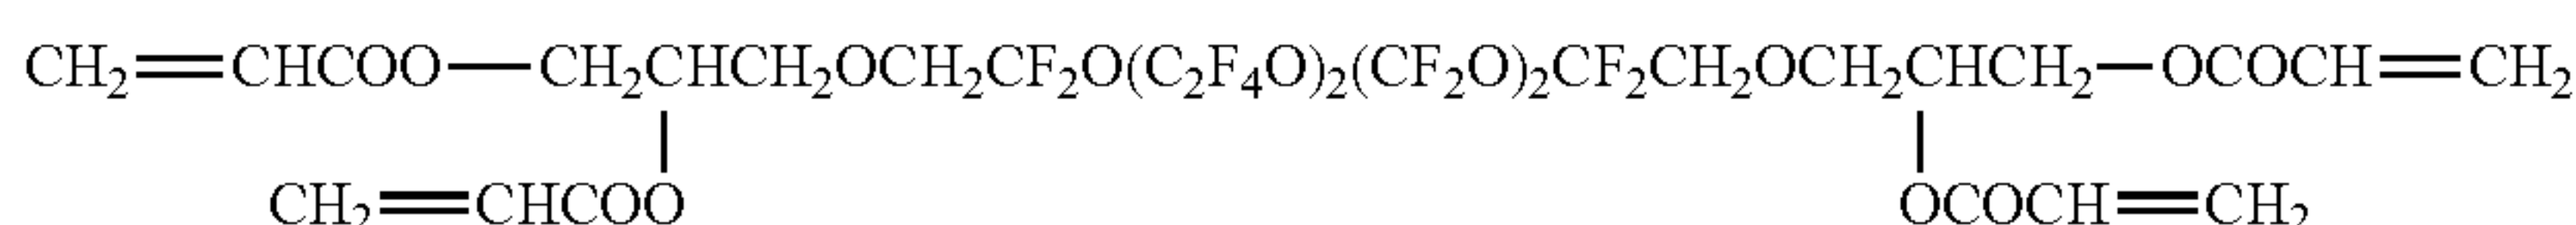 CH₂=CHCOO—CH₂CHCH₂OCH₂CF₂O(C₂F₄O)₂(CF₂O)₂CF₂CH₂OCH₂CHCH₂—OCOCH=CH₂
CH₂=CHCOO OCOCH=CH₂